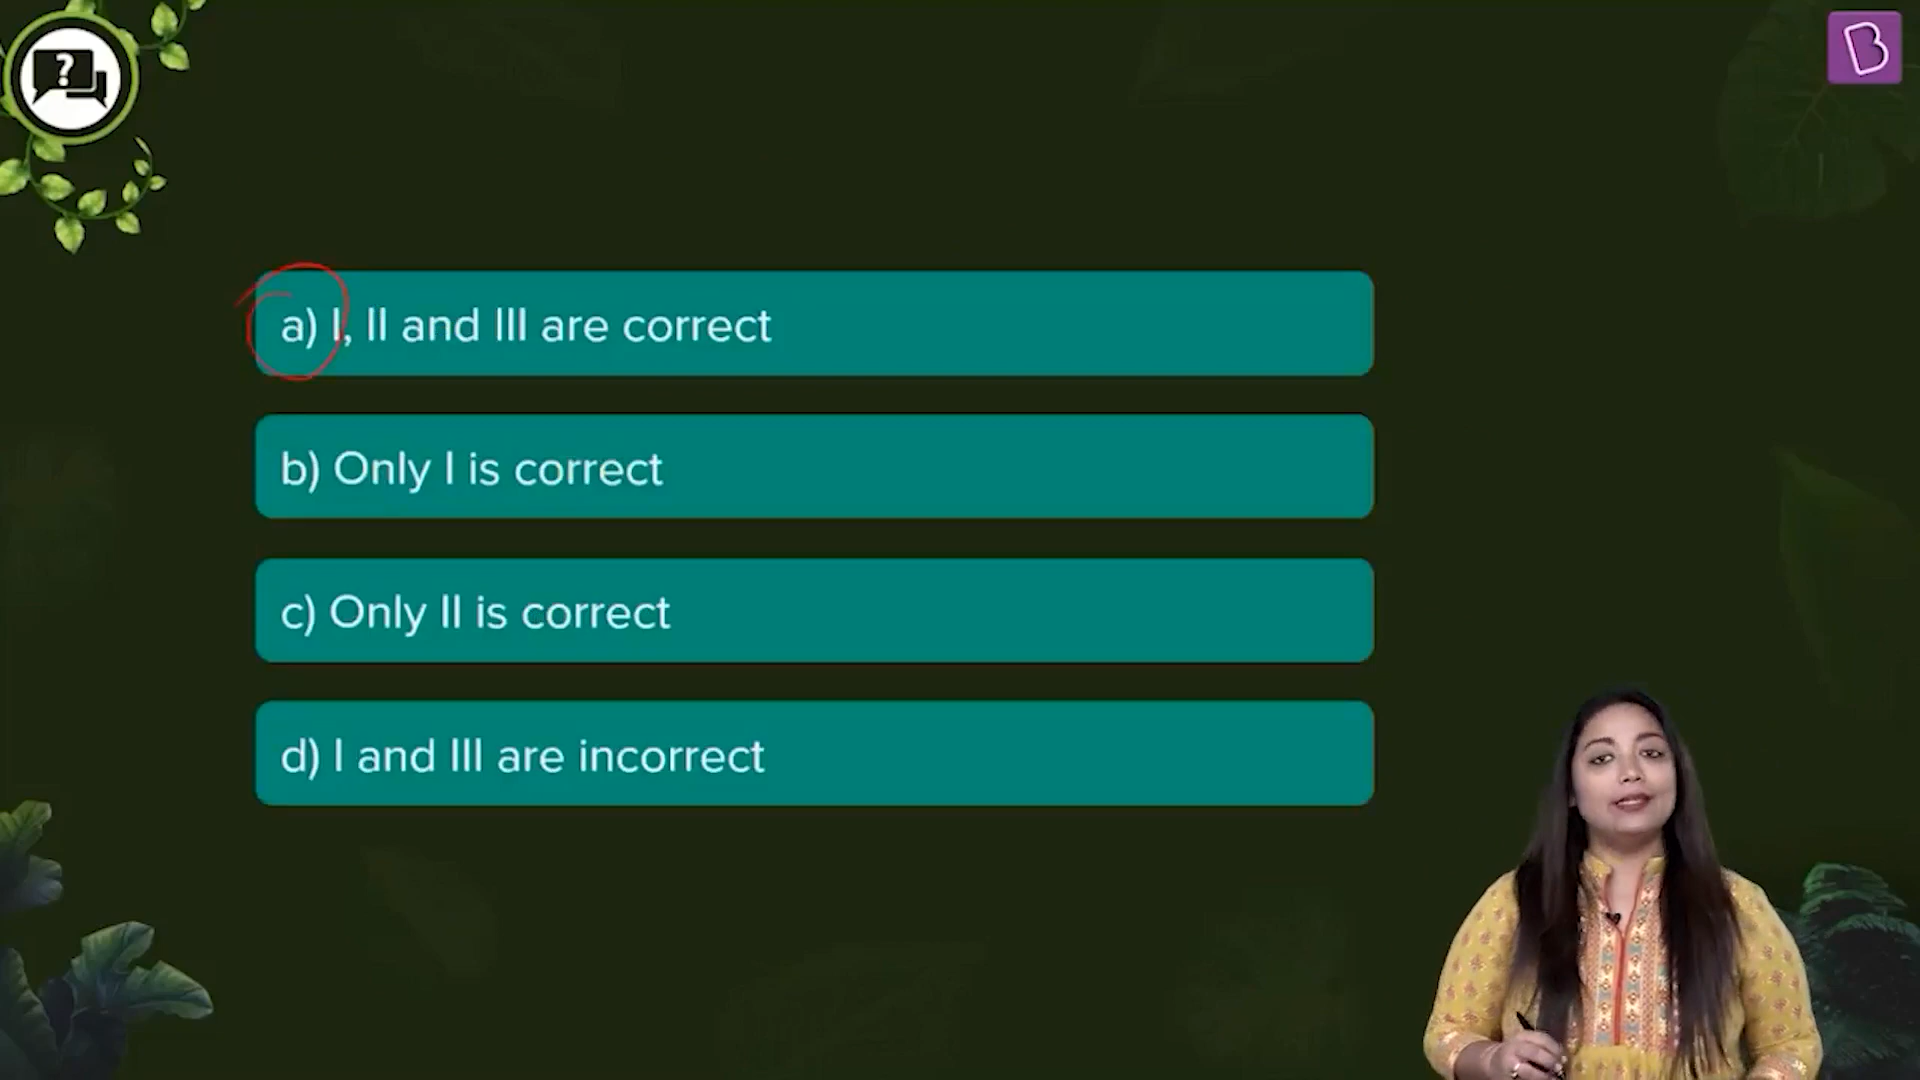 ?
B
a) I, II and III are correct
b) Only I is correct
c) Only II is correct
d) I and III are incorrect